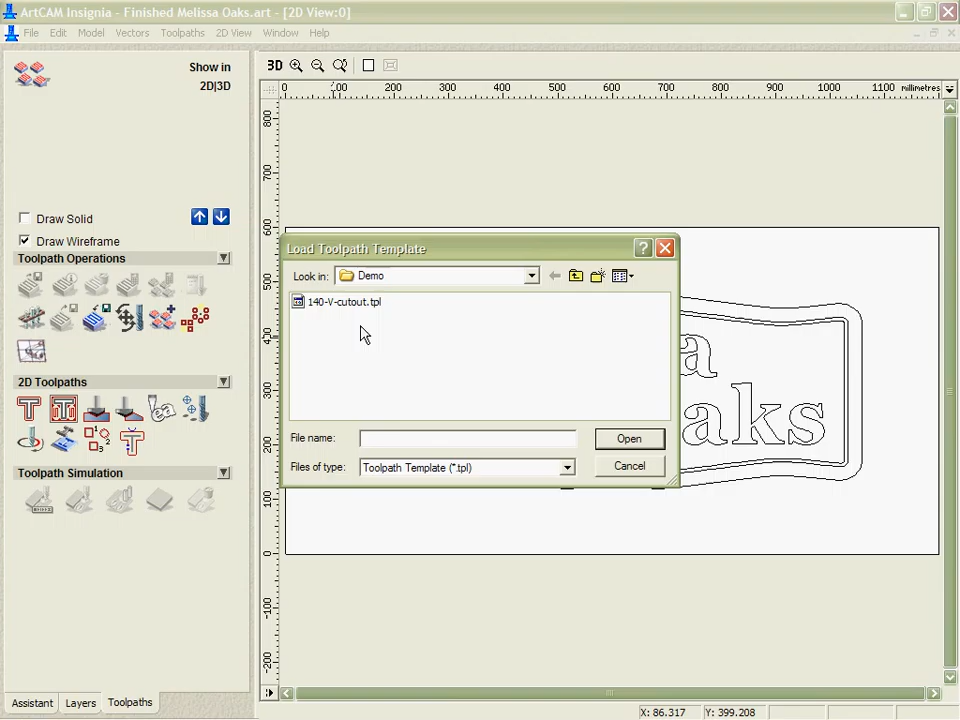 ArtCAM Insignia - Finished Melissa Oaks.art - [2D View:0]
File Edit Model Vectors Toolpaths 2D View Window Help
Show in
2D|3D
3D
0 100 200 300 400 500 600 700 800 900 1000 1100 millimetres
800
700
600
500
400
300
200
100
0
-100
-200
Draw Solid
Draw Wireframe
Toolpath Operations
2D Toolpaths
Toolpath Simulation
Load Toolpath Template
Look in: Demo
140-V-cutout.tpl
File name:
Open
Files of type: Toolpath Template (*.tpl)
Cancel
a
aks
Assistant Layers Toolpaths
X: 86.317 Y: 399.208